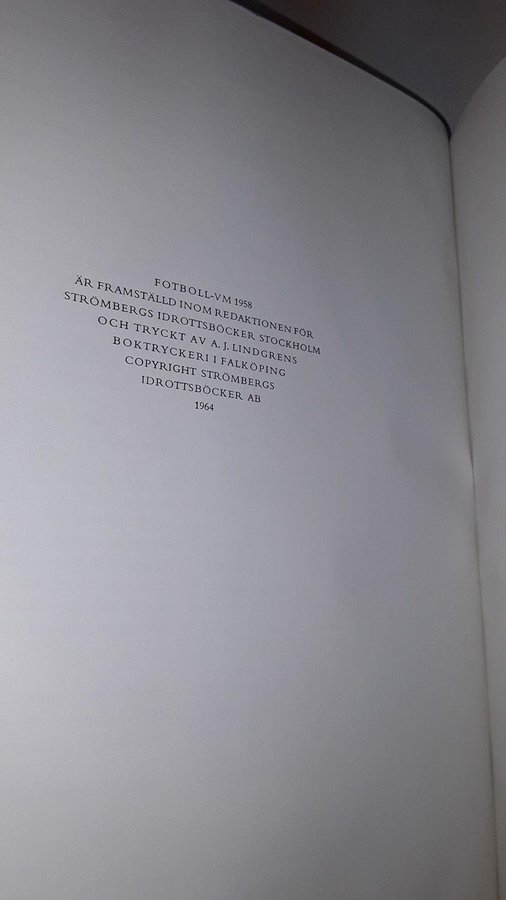 FOTBOLL-VM 1958
ÄR FRAMSTÄLLD INOM REDAKTIONEN FÖR
STRÖMBERGS IDROTTSBÖCKER STOCKHOLM
OCH TRYCKT AV A. J. LINDGRENS
BOKTRYCKERI I FALKÖPING
COPYRIGHT STRÖMBERGS
IDROTTSBÖCKER AB
1964